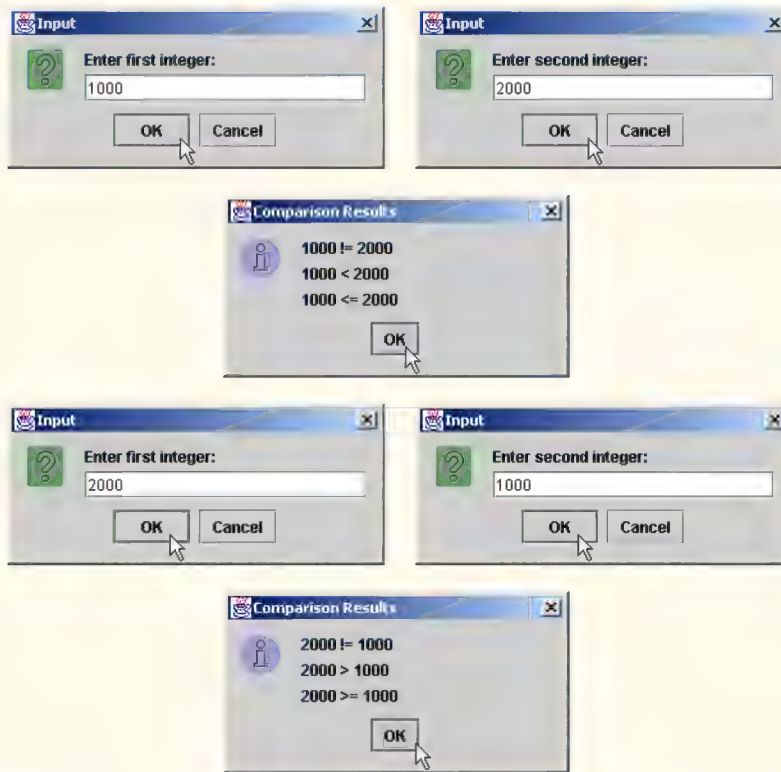 Input
Enter first integer:
1000
OK Cancel
Input
Enter second integer:
2000
OK Cancel
Comparison Results
1000 != 2000
1000 < 2000
1000 <= 2000
OK
Input
Enter first integer:
2000
OK Cancel
Input
Enter second integer:
1000
OK Cancel
Comparison Results
2000 != 1000
2000 > 1000
2000 >= 1000
OK